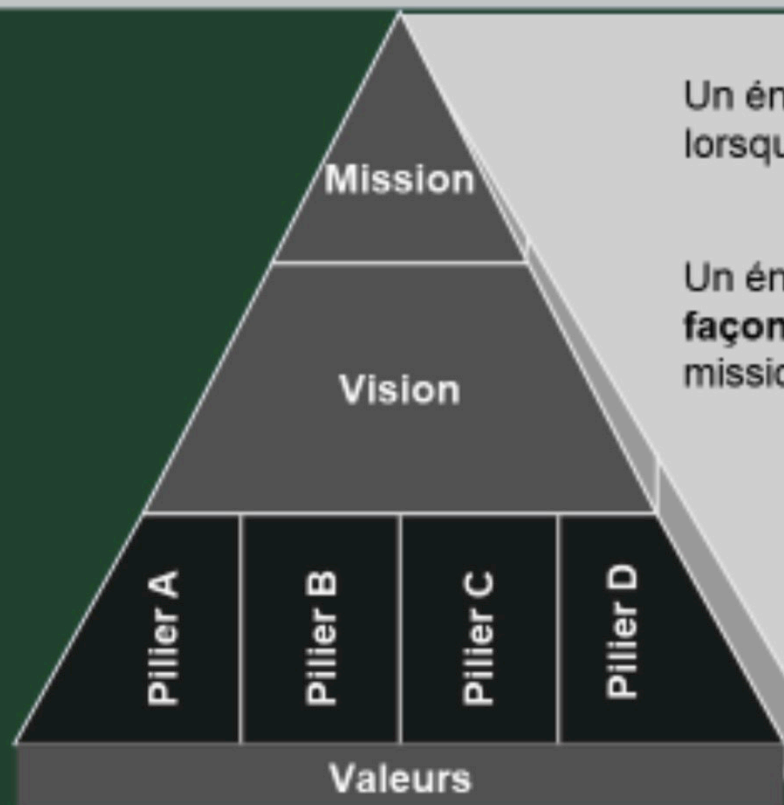 Mission
Un én
lorsqu
Un én
façon
missio
Vision
Pilier A
Pilier B
Pilier C
Pilier D
Valeurs